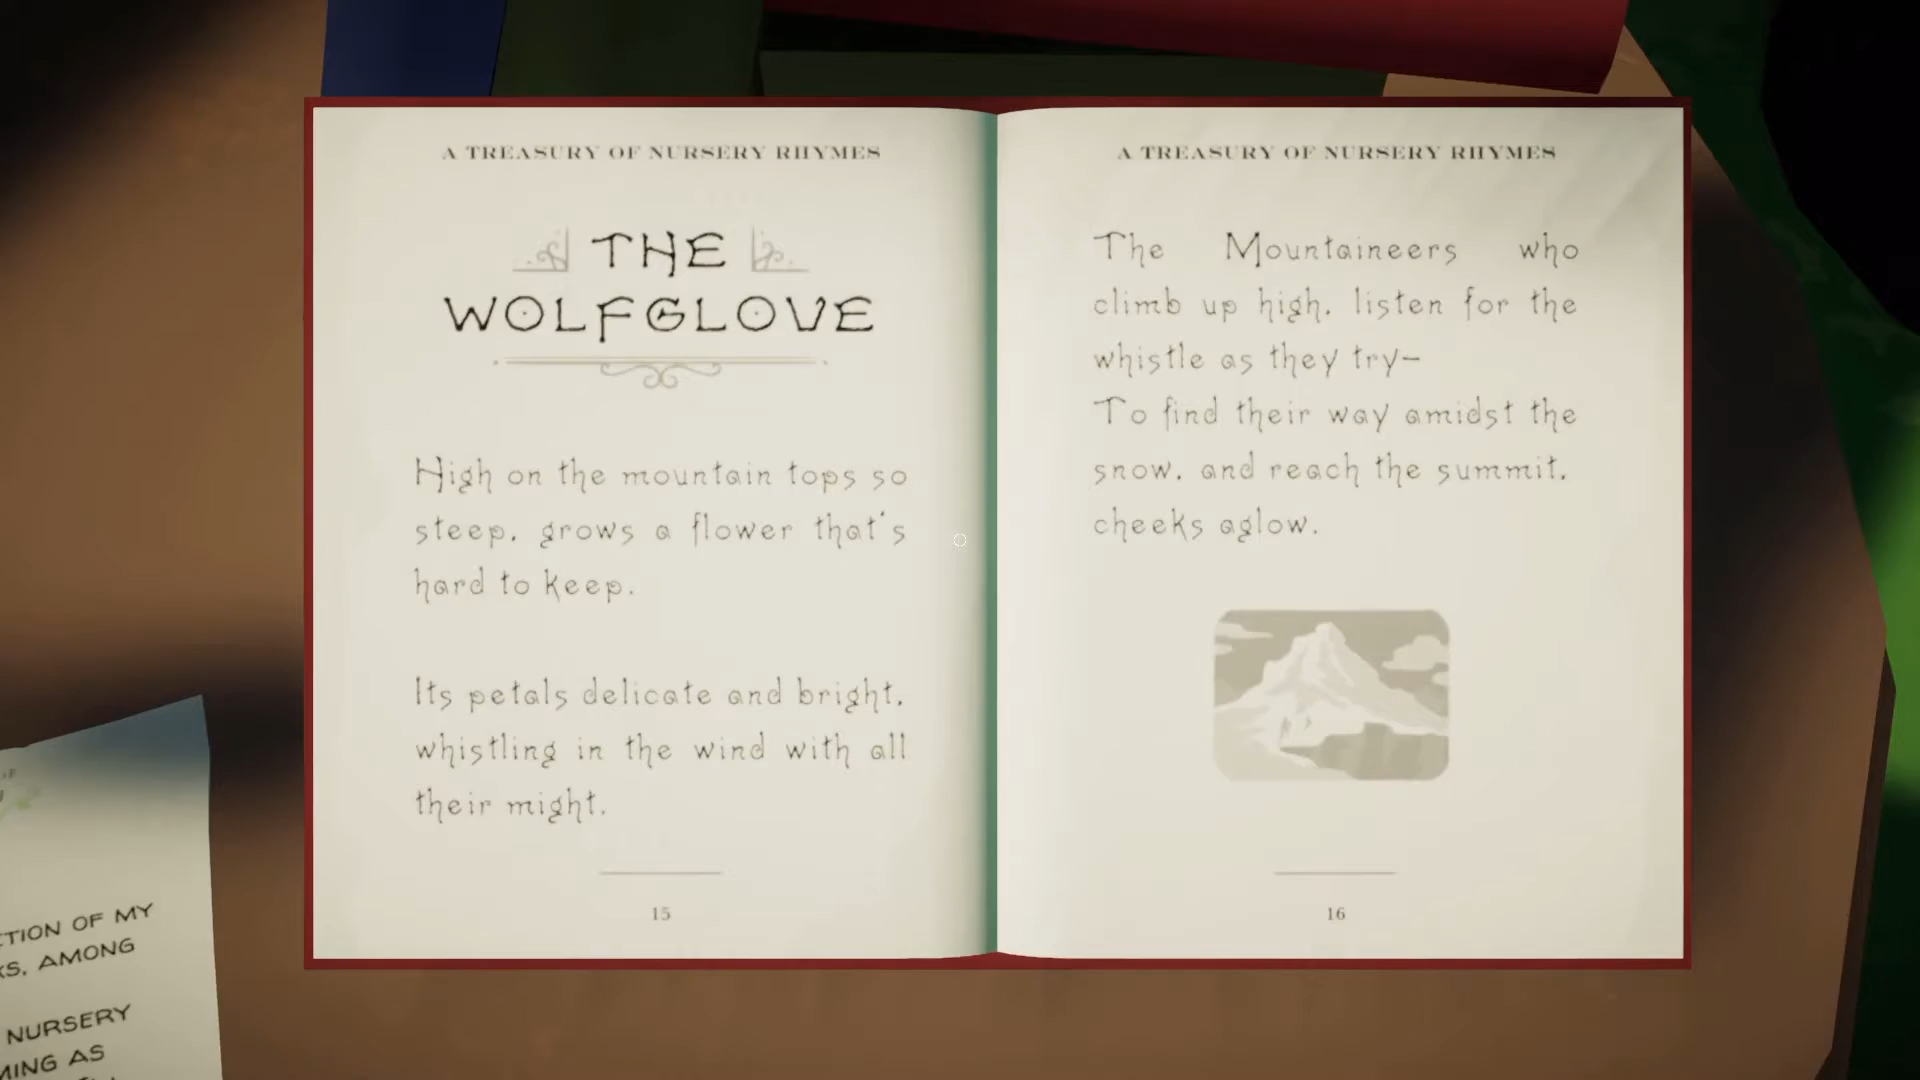 A TREASURY OF NURSERY RHYMES
THE
WOLFGLOVE
High on the mountain tops so
steep, grows a flower that's
hard to keep.
Its petals delicate and bright,
whistling in the wind with all
their might.
15
A TREASURY OF NURSERY RHYMES
The Mountaineers who
climb up high, listen for the
whistle as they try—
To find their way amidst the
snow, and reach the summit,
cheeks aglow.
16
OF MY
AMONG
NURSERY
AS